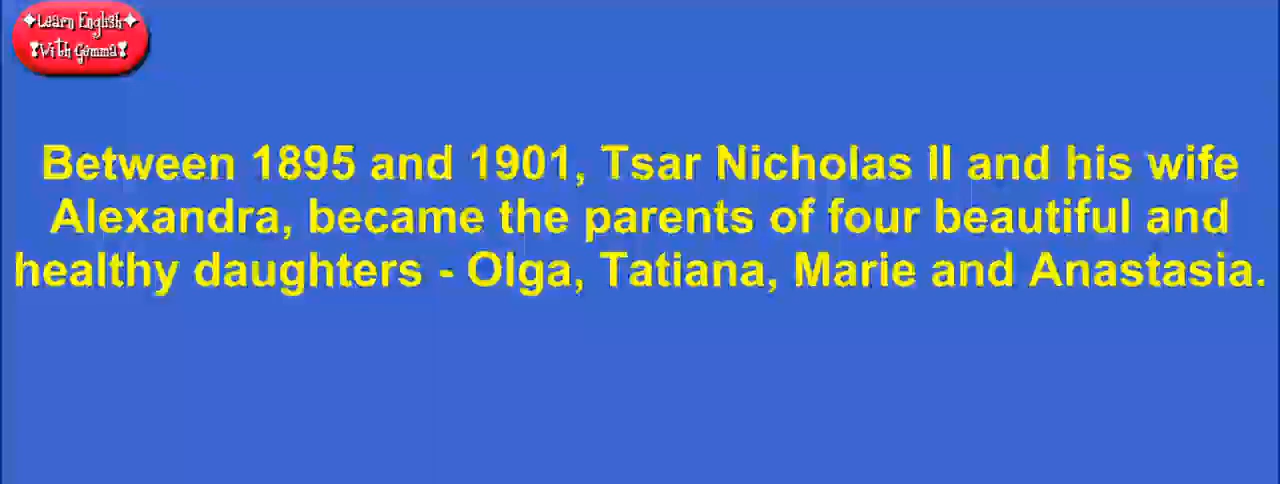 Learn English
With Gemma
Between 1895 and 1901, Tsar Nicholas II and his wife
Alexandra, became the parents of four beautiful and
healthy daughters - Olga, Tatiana, Marie and Anastasia.